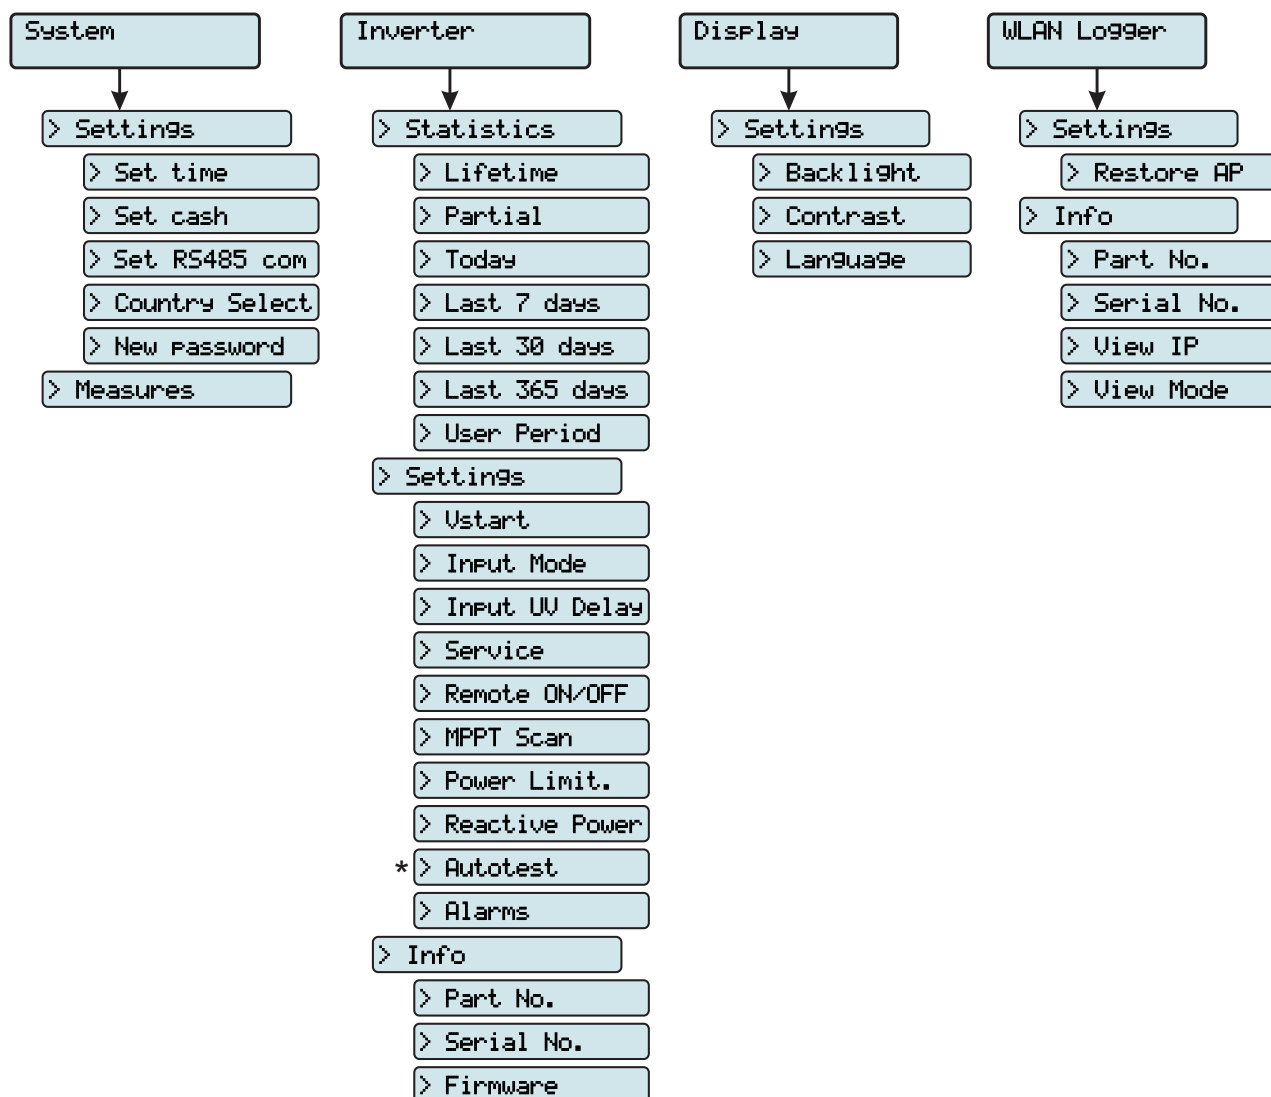 System
> Settings
> Set time
> Set cash
> Set RS485 com
> Country Select
> New password
> Measures
Inverter
> Statistics
> Lifetime
> Partial
> Today
> Last 7 days
> Last 30 days
> Last 365 days
> User Period
> Settings
> Vstart
> Input Mode
> Input UV Delay
> Service
> Remote ON/OFF
> MPPT Scan
> Power Limit.
> Reactive Power
* > Autotest
> Alarms
> Info
> Part No.
> Serial No.
> Firmware
Display
> Settings
> Backlight
> Contrast
> Language
WLAN Logger
> Settings
> Restore AP
> Info
> Part No.
> Serial No.
> View IP
> View Mode